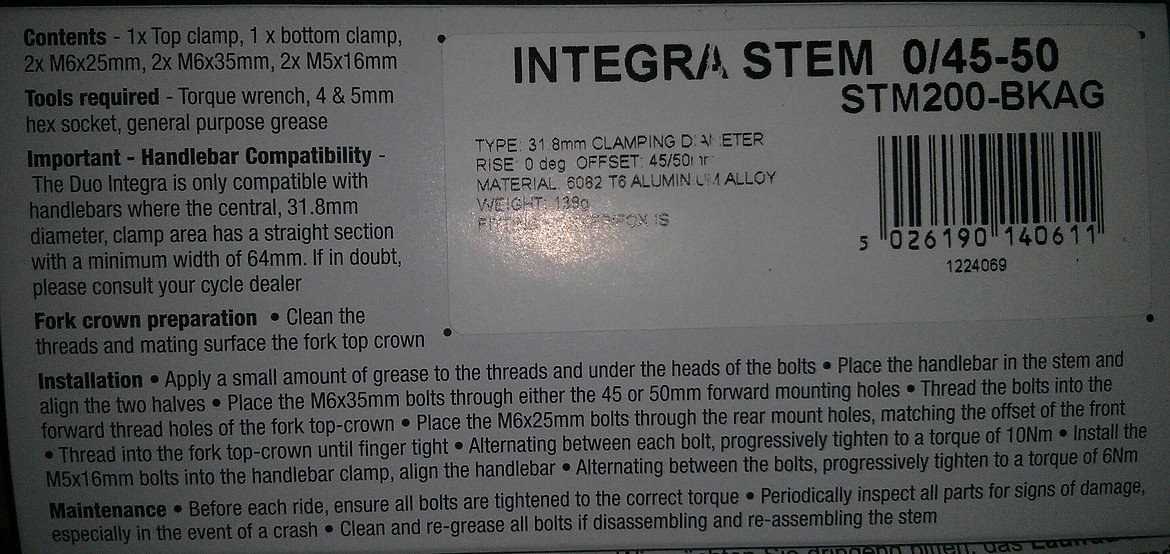 Contents - 1x Top clamp, 1 x bottom clamp,
2x M6x25mm, 2x M6x35mm, 2x M5x16mm
Tools required - Torque wrench, 4 & 5mm
hex socket, general purpose grease
Important - Handlebar Compatibility -
The Duo Integra is only compatible with
handlebars where the central, 31.8mm
diameter, clamp area has a straight section
with a minimum width of 64mm. If in doubt,
please consult your cycle dealer
Fork crown preparation • Clean the
threads and mating surface the fork top crown
INTEGRA STEM 0/45-50
STM200-BKAG
TYPE: 31.8mm CLAMPING DIAMETER
RISE: 0 deg OFFSET: 45/50mm
MATERIAL: 6082 T6 ALUMINIUM ALLOY
WEIGHT: 139g
5 026190 140611
1224069
Installation • Apply a small amount of grease to the threads and under the heads of the bolts • Place the handlebar in the stem and
align the two halves • Place the M6x35mm bolts through either the 45 or 50mm forward mounting holes • Thread the bolts into the
forward thread holes of the fork top-crown • Place the M6x25mm bolts through the rear mount holes, matching the offset of the front
• Thread into the fork top-crown until finger tight • Alternating between each bolt, progressively tighten to a torque of 10Nm • Install the
M5x16mm bolts into the handlebar clamp, align the handlebar • Alternating between the bolts, progressively tighten to a torque of 6Nm
Maintenance • Before each ride, ensure all bolts are tightened to the correct torque • Periodically inspect all parts for signs of damage,
especially in the event of a crash • Clean and re-grease all bolts if disassembling and re-assembling the stem